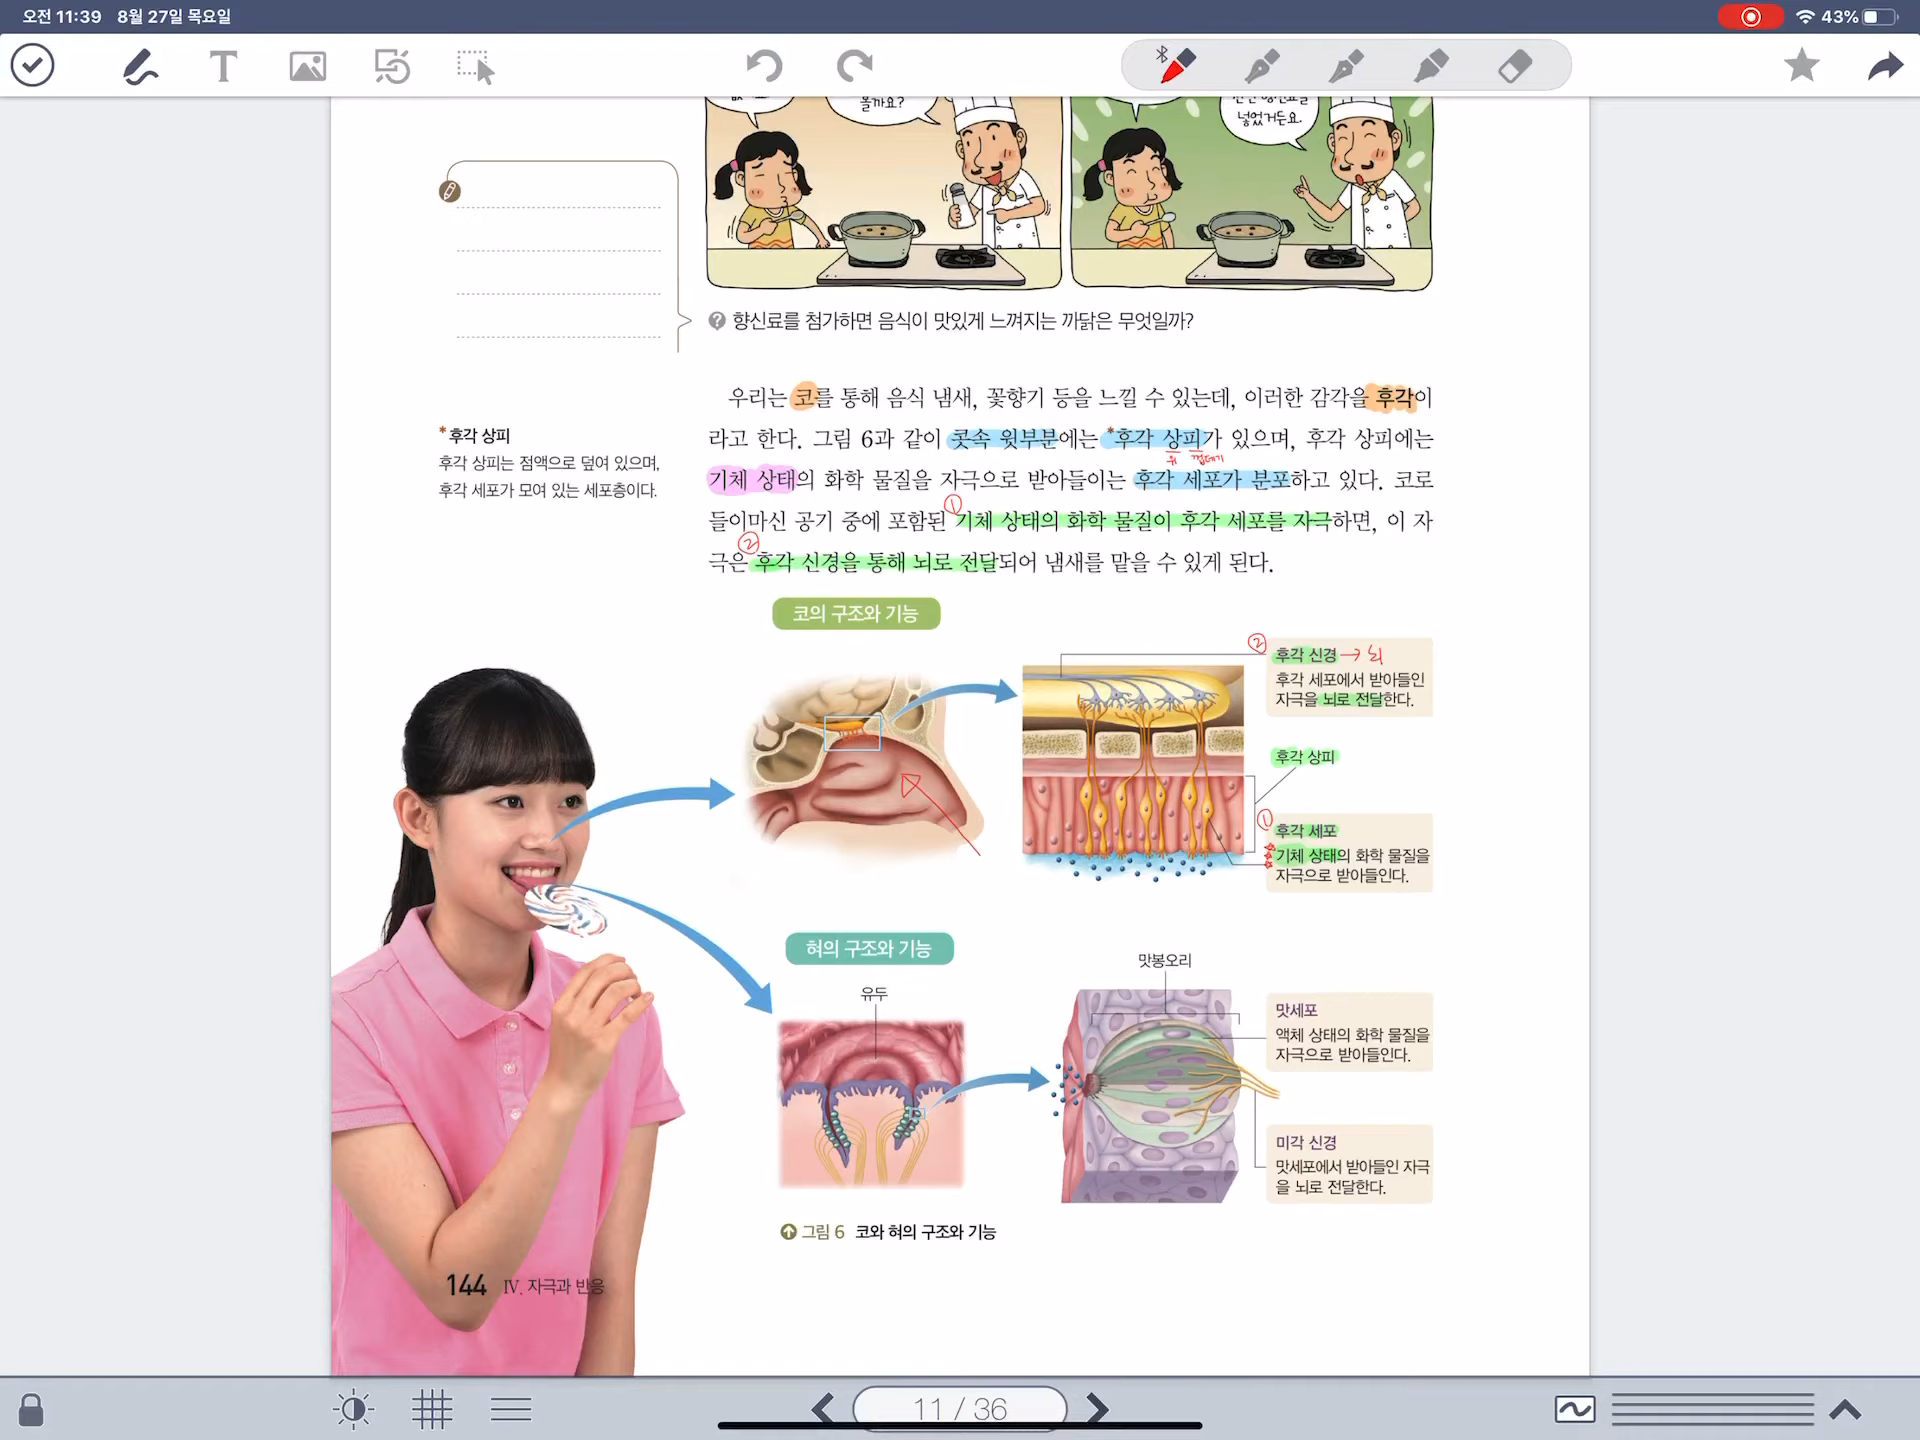 오전 11:39 8월 27일 목요일
43%
T
볼까요?
넣었거든요.
향신료를 첨가하면 음식이 맛있게 느껴지는 까닭은 무엇일까?
우리는 코를 통해 음식 냄새, 꽃향기 등을 느낄 수 있는데, 이러한 감각을 후각이
라고 한다. 그림 6과 같이 콧속 윗부분에는 *후각 상피가 있으며, 후각 상피에는
위 껍데기
기체 상태의 화학 물질을 자극으로 받아들이는 후각 세포가 분포하고 있다. 코로
①
들이마신 공기 중에 포함된 기체 상태의 화학 물질이 후각 세포를 자극하면, 이 자
②
극은 후각 신경을 통해 뇌로 전달되어 냄새를 맡을 수 있게 된다.
*후각 상피
후각 상피는 점액으로 덮여 있으며,
후각 세포가 모여 있는 세포층이다.
코의 구조와 기능
② 후각 신경 → 뇌
후각 세포에서 받아들인
자극을 뇌로 전달한다.
후각 상피
① 후각 세포
기체 상태의 화학 물질을
자극으로 받아들인다.
혀의 구조와 기능
유두
맛봉오리
맛세포
액체 상태의 화학 물질을
자극으로 받아들인다.
미각 신경
맛세포에서 받아들인 자극
을 뇌로 전달한다.
그림 6 코와 혀의 구조와 기능
144 Ⅳ. 자극과 반응
11 / 36